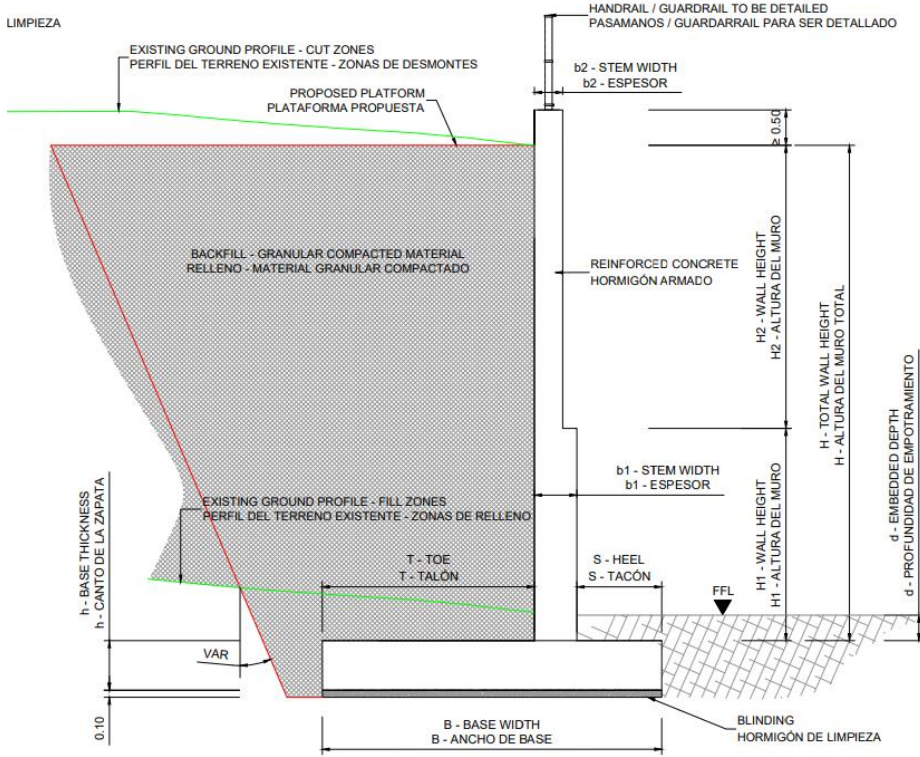 HANDRAIL / GUARDRAIL TO BE DETAILED
PASAMANOS / GUARDARRAIL PARA SER DETALLADO
LIMPIEZA
EXISTING GROUND PROFILE - CUT ZONES
PERFIL DEL TERRENO EXISTENTE - ZONAS DE DESMONTES
b2 - STEM WIDTH
b2 - ESPESOR
PROPOSED PLATFORM
PLATAFORMA PROPUESTA
≥ 0.50
BACKFILL - GRANULAR COMPACTED MATERIAL
RELLENO - MATERIAL GRANULAR COMPACTADO
REINFORCED CONCRETE
HORMIGÓN ARMADO
H2 - WALL HEIGHT
H2 - ALTURA DEL MURO
H - TOTAL WALL HEIGHT
H - ALTURA DEL MURO TOTAL
d - EMBEDDED DEPTH
d - PROFUNDIDAD DE EMPOTRAMIENTO
b1 - STEM WIDTH
b1 - ESPESOR
H1 - WALL HEIGHT
H1 - ALTURA DEL MURO
h - BASE THICKNESS
h - CANTO DE LA ZAPATA
EXISTING GROUND PROFILE - FILL ZONES
PERFIL DEL TERRENO EXISTENTE - ZONAS DE RELLENO
T - TOE
T - TALÓN
S - HEEL
S - TACÓN
FFL
VAR
0.10
B - BASE WIDTH
B - ANCHO DE BASE
BLINDING
HORMIGÓN DE LIMPIEZA